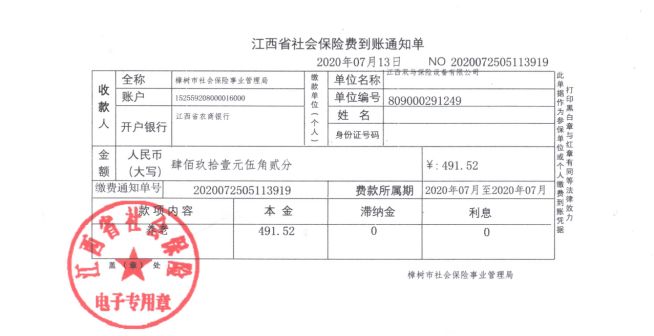 江西省社会保险费到账通知单
2020年07月13日 NO 2020072505113919
收款人 全称 樟树市社会保险事业管理局 缴款单位(个人) 单位名称 江西双马保险设备有限公司
账户 152559208000016000 单位编号 809000291249
开户银行 江西省农商银行 姓名
身份证号码
金额 人民币(大写) 肆佰玖拾壹元伍角贰分 ¥:491.52
缴费通知单号 2020072505113919 费款所属期 2020年07月至2020年07月
款项内容 本金 滞纳金 利息
养老 491.52 0 0
盖(章)处
樟树市社会保险事业管理局
江西省社会保险
电子专用章
打印黑白章与红章有同等法律效力
此单据作为参保单位或个人缴费到账凭据